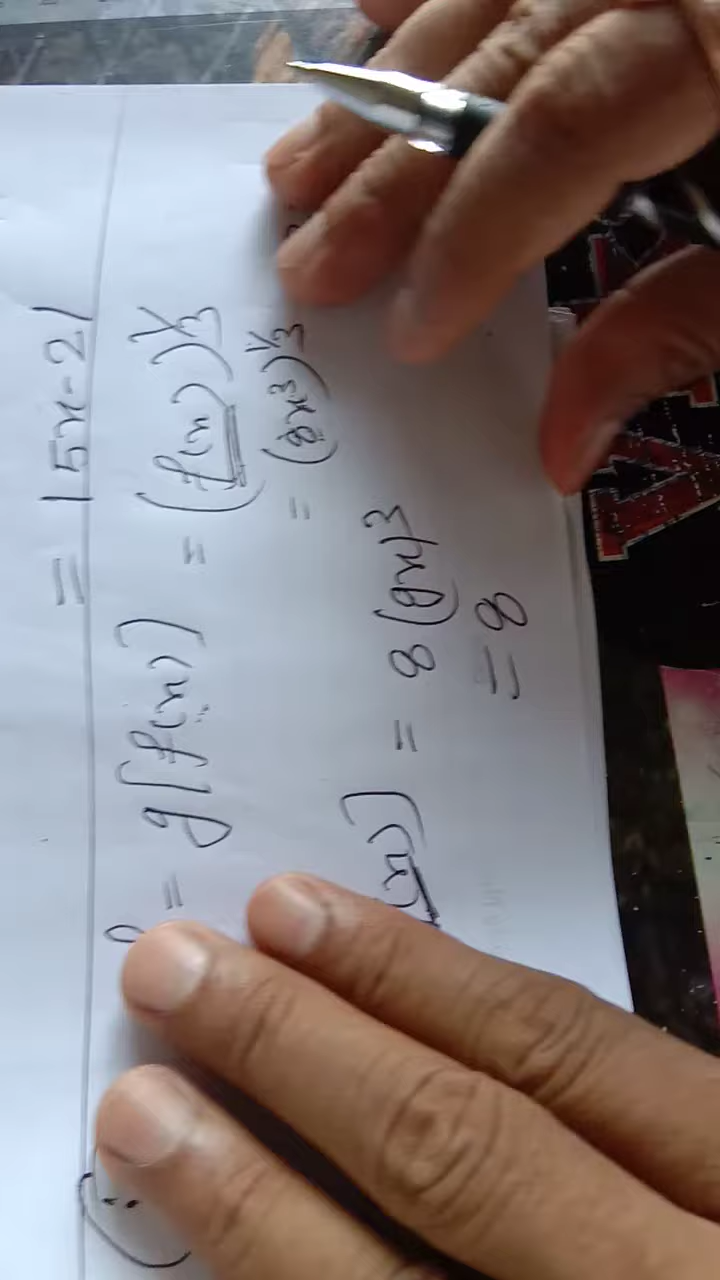 = |5x-2|
= g[f(x)] = (f(x))⅓
= (8x³)⅓
(x)] = 8(8x)³
= 8